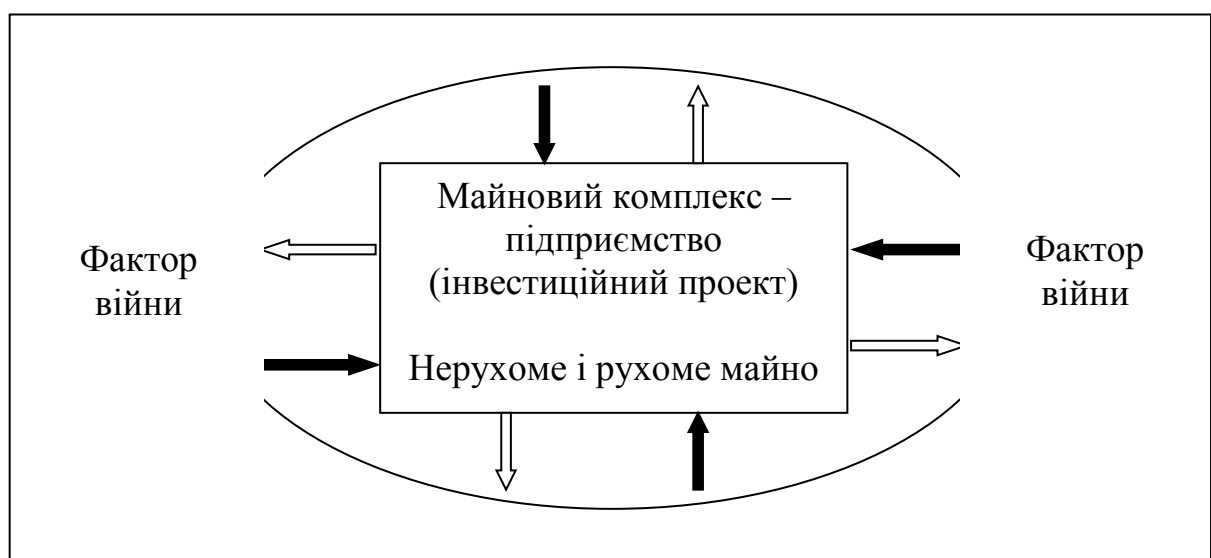 Майновий комплекс –
підприємство
(інвестиційний проект)
Нерухоме і рухоме майно
Фактор
війни
Фактор
війни